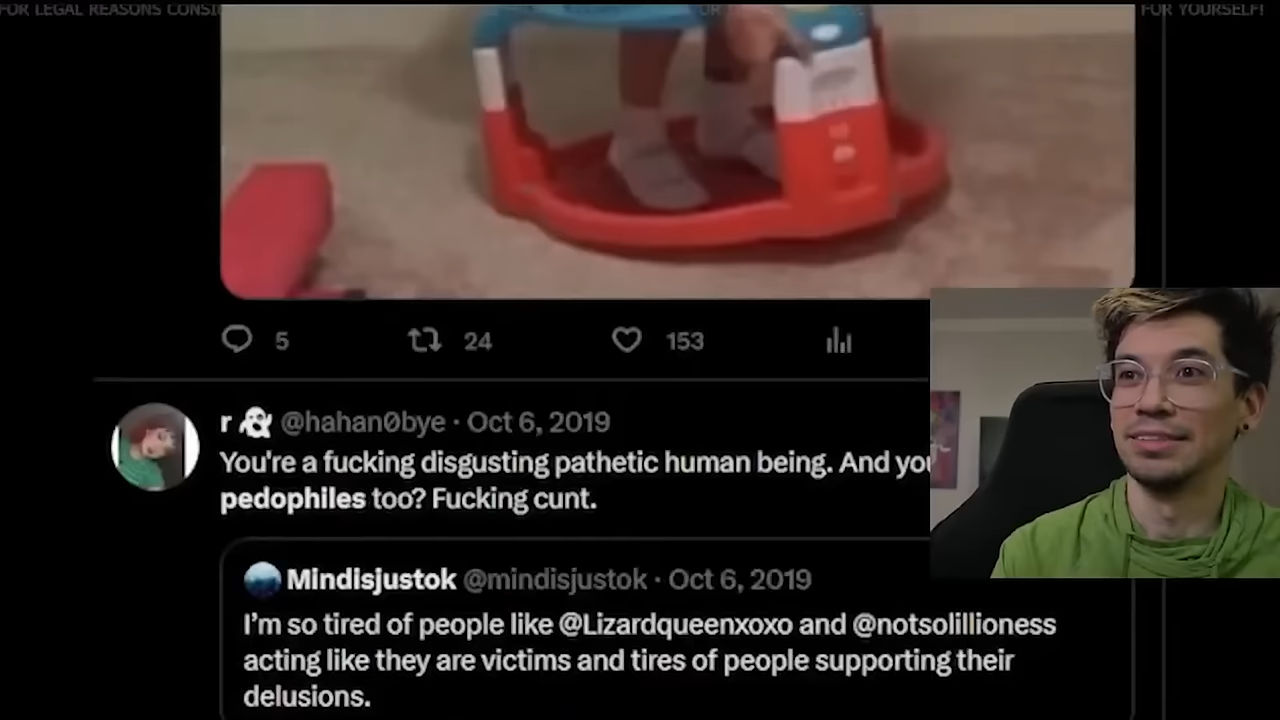 FOR LEGAL REASONS CONSI
FOR YOURSELF!
5 24 153
r @hahan0bye · Oct 6, 2019
You're a fucking disgusting pathetic human being. And you
pedophiles too? Fucking cunt.
Mindisjustok @mindisjustok · Oct 6, 2019
I'm so tired of people like @Lizardqueenxoxo and @notsolillioness
acting like they are victims and tires of people supporting their
delusions.